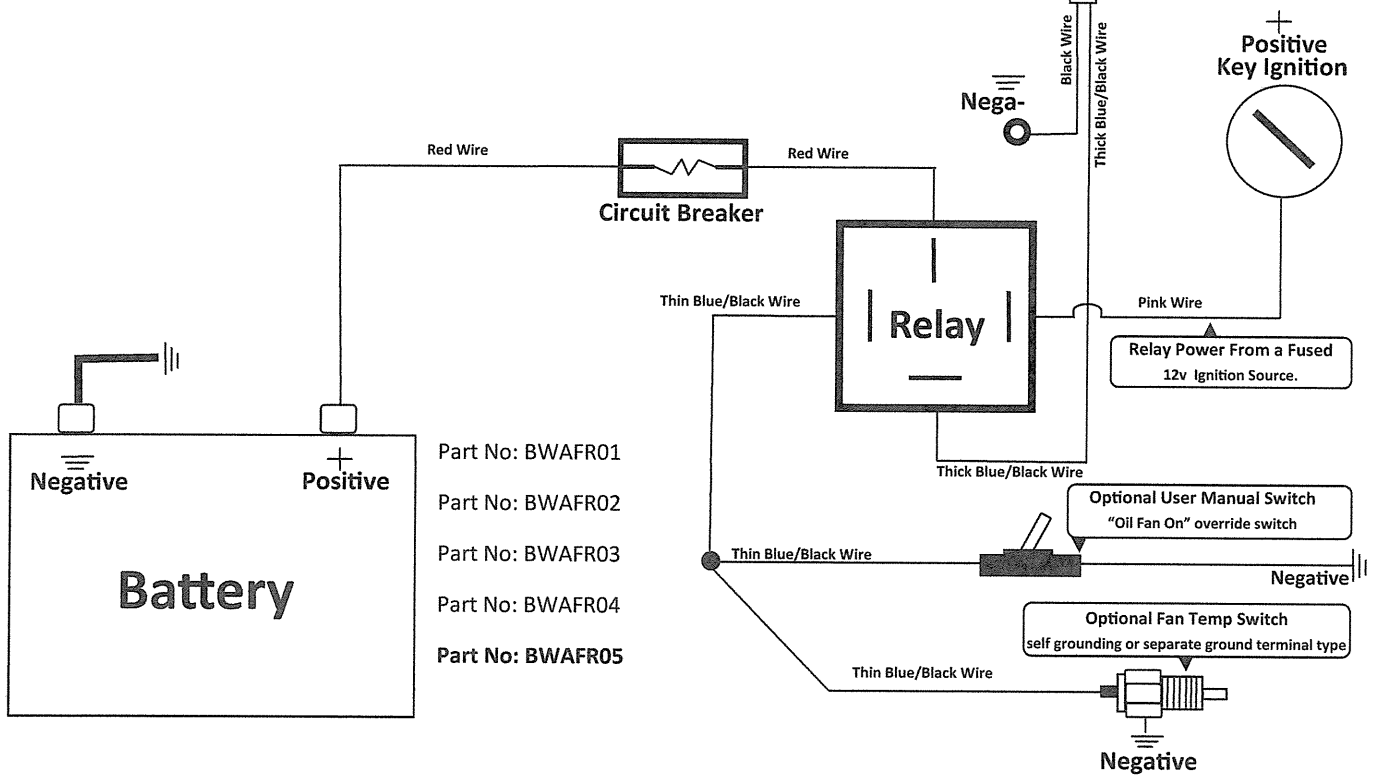 Black Wire
Thick Blue/Black Wire
Positive
Key Ignition
Nega-
Red Wire
Red Wire
Circuit Breaker
Thin Blue/Black Wire
Relay
Pink Wire
Relay Power From a Fused
12v Ignition Source.
Negative
Positive
Battery
Part No: BWAFR01
Part No: BWAFR02
Part No: BWAFR03
Part No: BWAFR04
Part No: BWAFR05
Thick Blue/Black Wire
Optional User Manual Switch
“Oil Fan On” override switch
Thin Blue/Black Wire
Negative
Optional Fan Temp Switch
self grounding or separate ground terminal type
Thin Blue/Black Wire
Negative